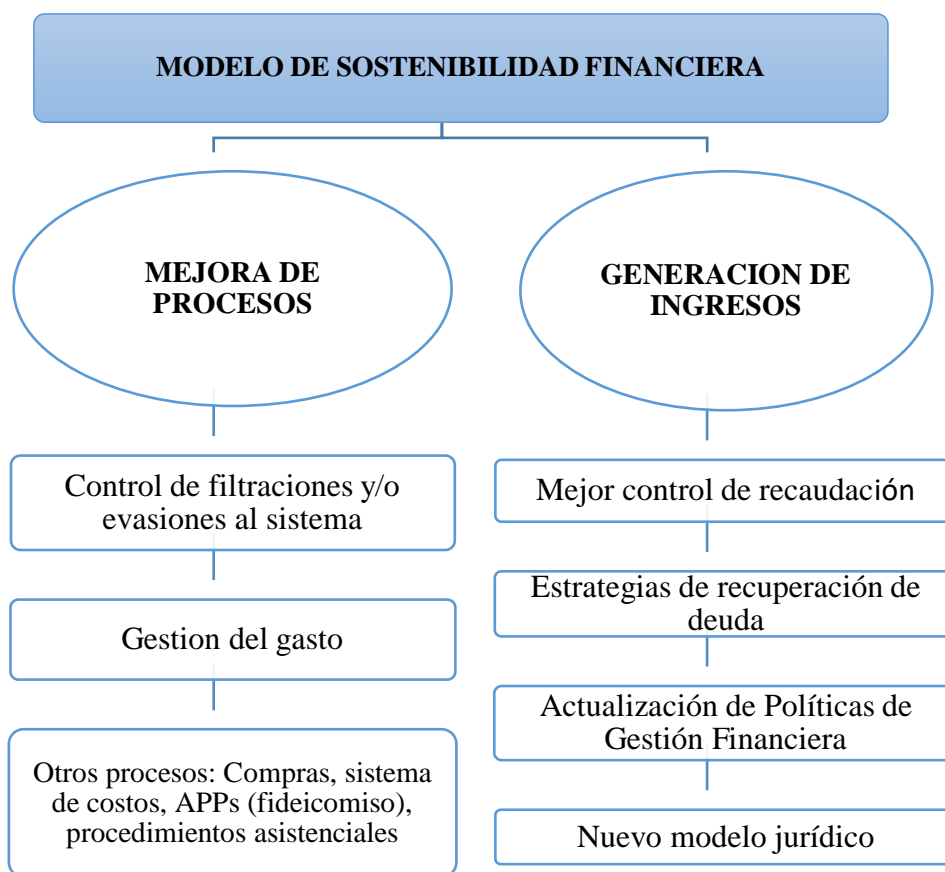 MODELO DE SOSTENIBILIDAD FINANCIERA
MEJORA DE
PROCESOS
Control de filtraciones y/o
evasiones al sistema
Gestion del gasto
Otros procesos: Compras, sistema
de costos, APPs (fideicomiso),
procedimientos asistenciales
GENERACION DE
INGRESOS
Mejor control de recaudación
Estrategias de recuperación de
deuda
Actualización de Políticas de
Gestión Financiera
Nuevo modelo jurídico